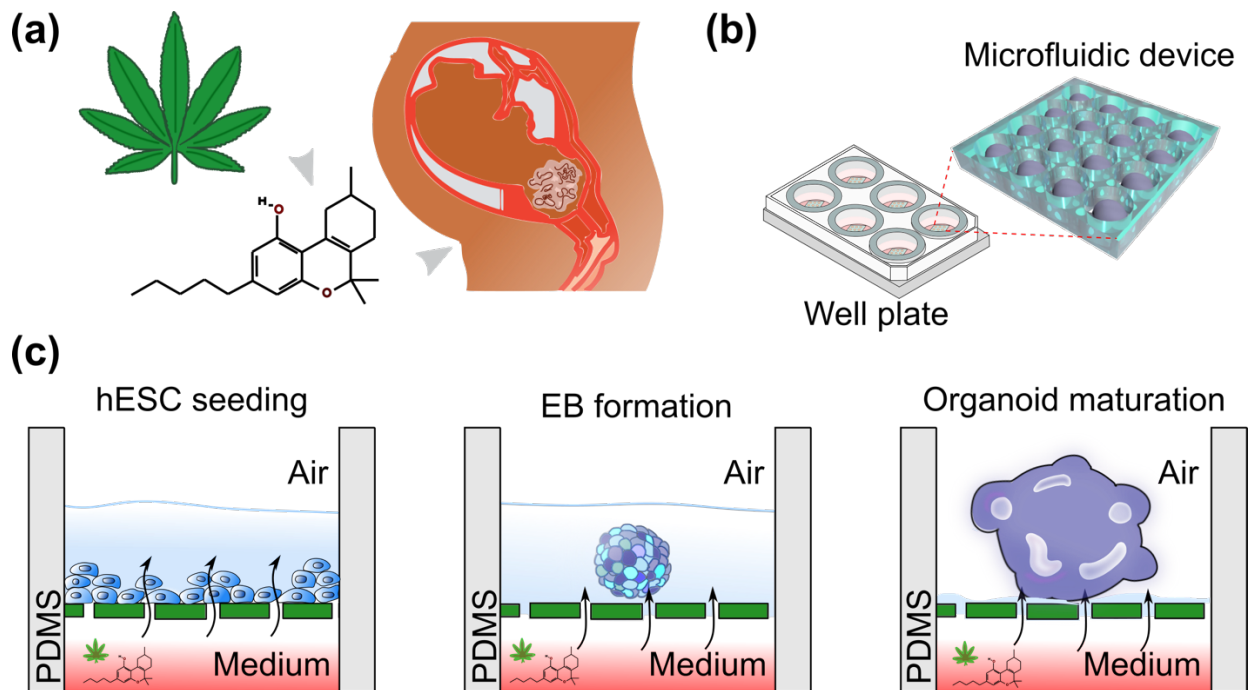 (a)
H-O
O
(b)
Microfluidic device
Well plate
(c)
hESC seeding
EB formation
Organoid maturation
Air
Air
Air
PDMS
PDMS
PDMS
Medium
Medium
Medium